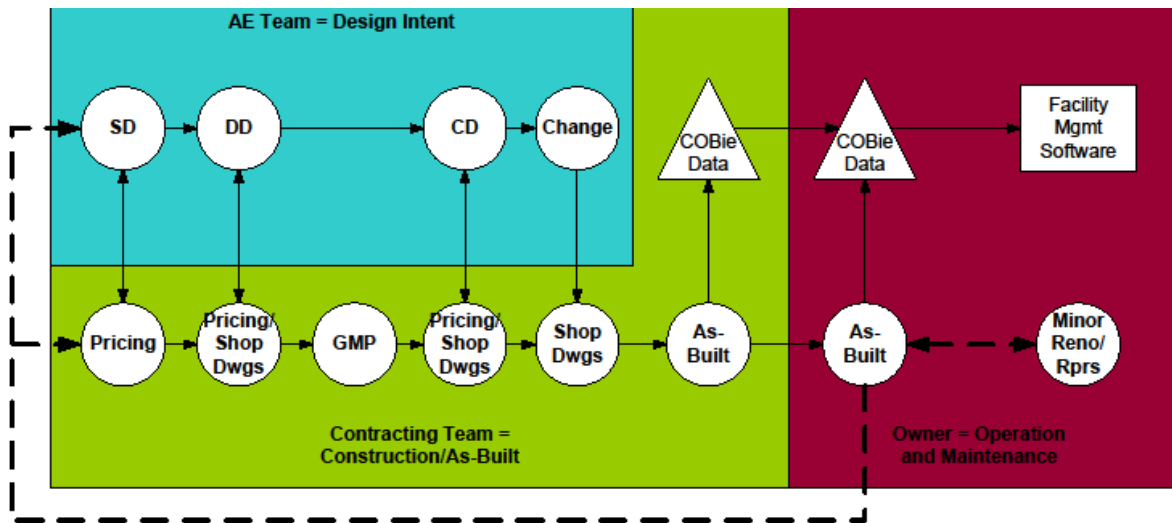 AE Team = Design Intent
SD
DD
CD
Change
COBie
Data
COBie
Data
Facility
Mgmt
Software
Pricing
Pricing/
Shop
Dwgs
GMP
Pricing/
Shop
Dwgs
Shop
Dwgs
As-
Built
As-
Built
Minor
Reno/
Rprs
Contracting Team =
Construction/As-Built
Owner = Operation
and Maintenance